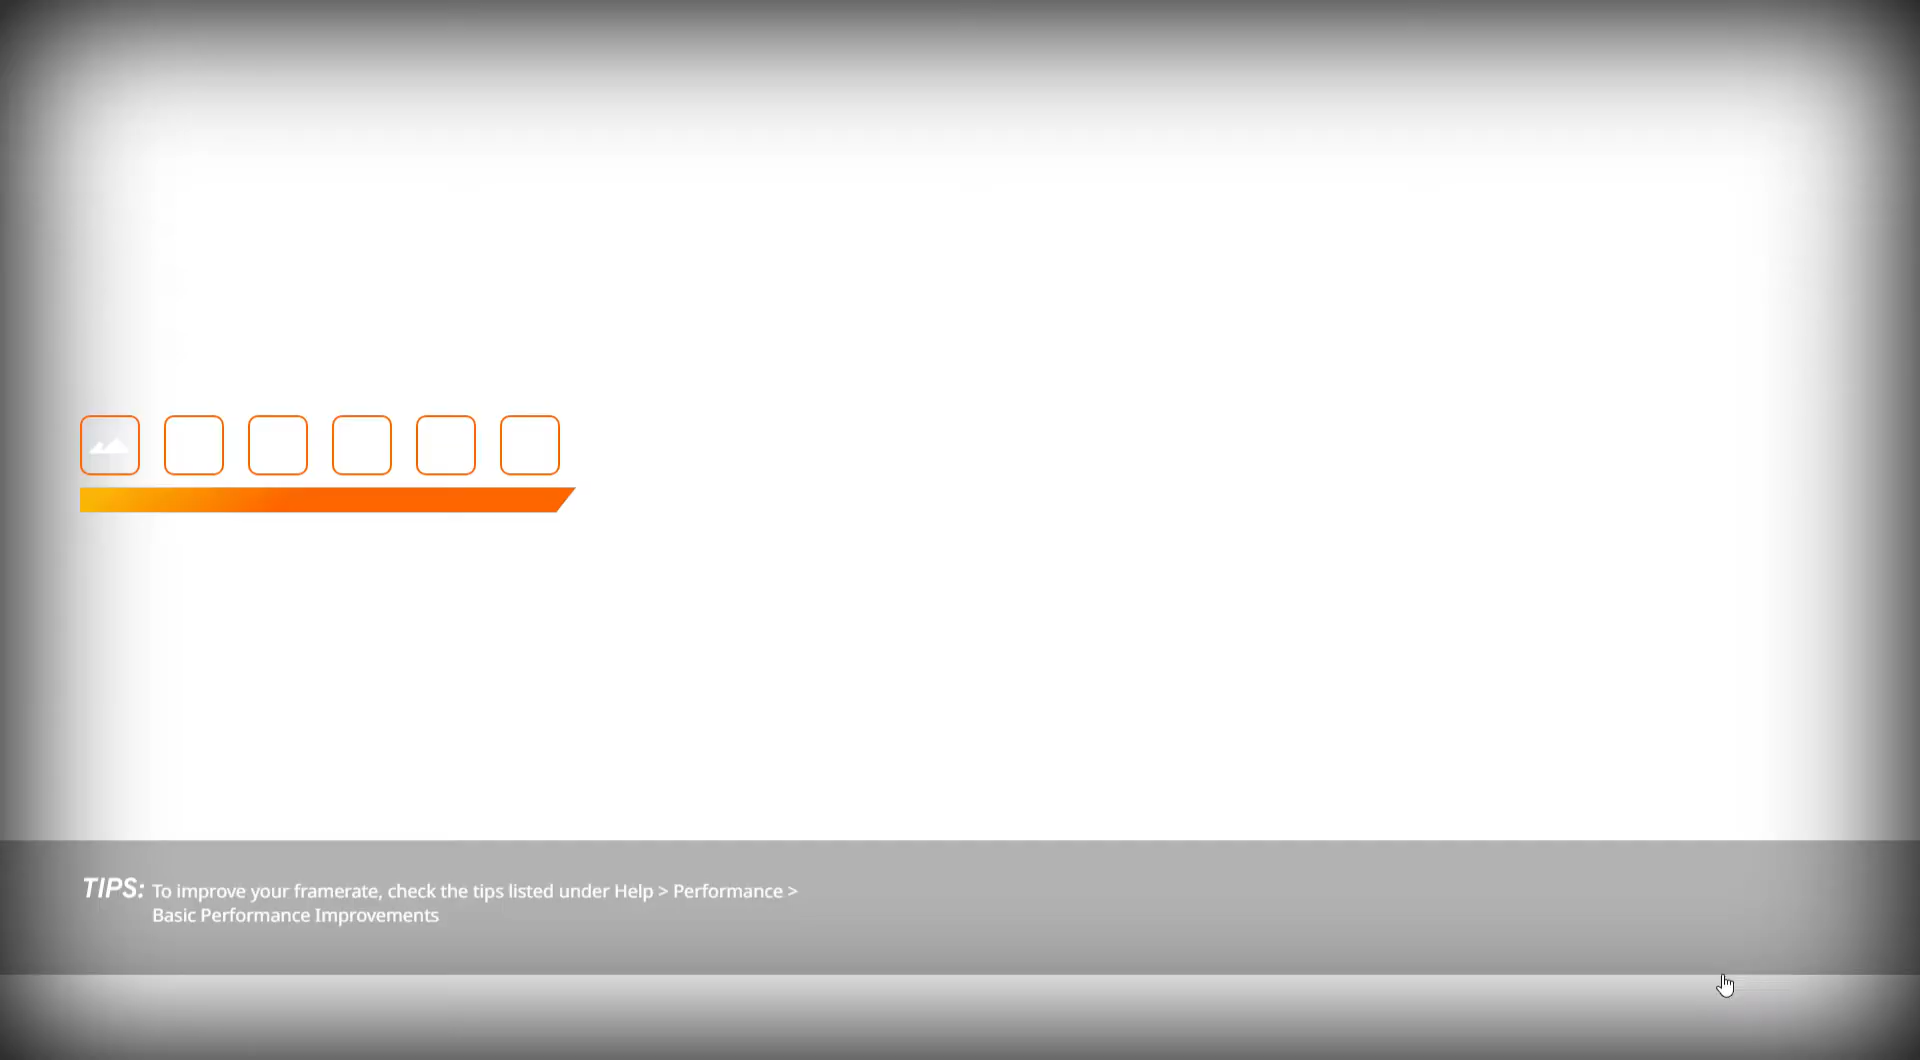 TIPS: To improve your framerate, check the tips listed under Help > Performance >
Basic Performance Improvements